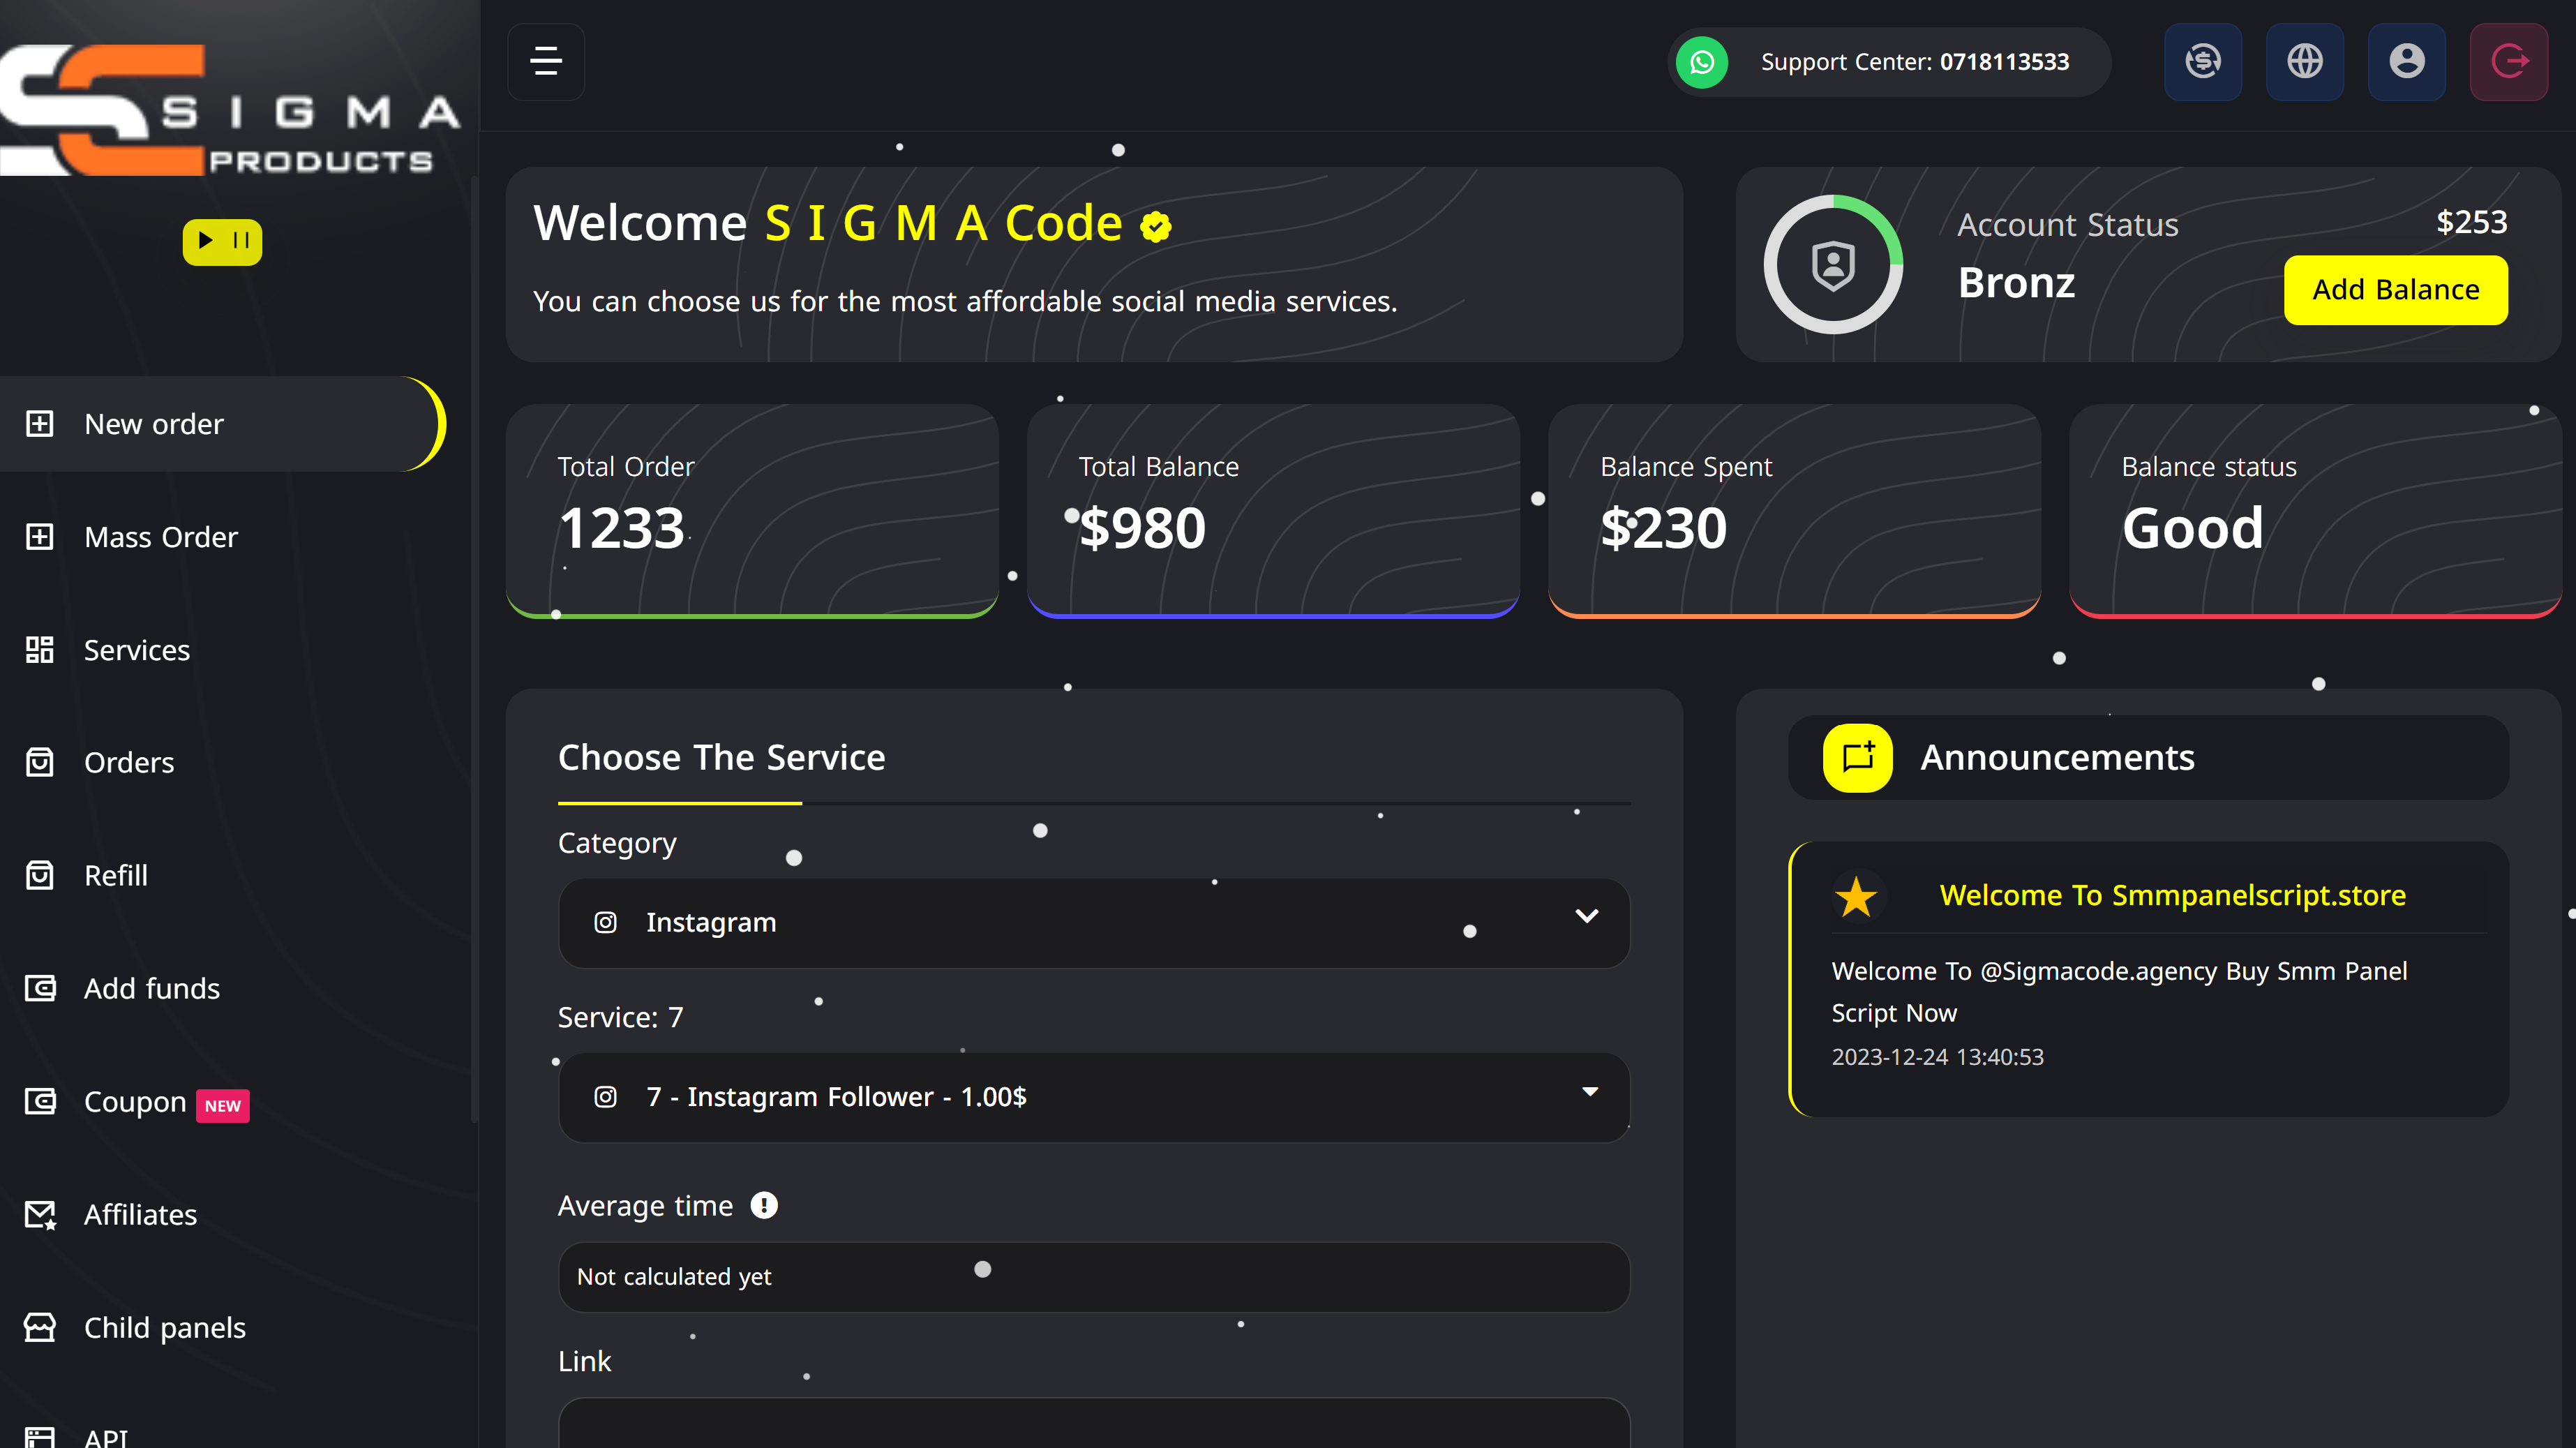 SIGMA
PRODUCTS
Support Center: 0718113533
Welcome S I G M A Code
You can choose us for the most affordable social media services.
Account Status
Bronz
$253
Add Balance
New order
Mass Order
Services
Orders
Refill
Add funds
Coupon NEW
Affiliates
Child panels
API
Total Order
1233
Total Balance
$980
Balance Spent
$230
Balance status
Good
Choose The Service
Category
Instagram
Service: 7
7 - Instagram Follower - 1.00$
Average time
Not calculated yet
Link
Announcements
Welcome To Smmpanelscript.store
Welcome To @Sigmacode.agency Buy Smm Panel
Script Now
2023-12-24 13:40:53